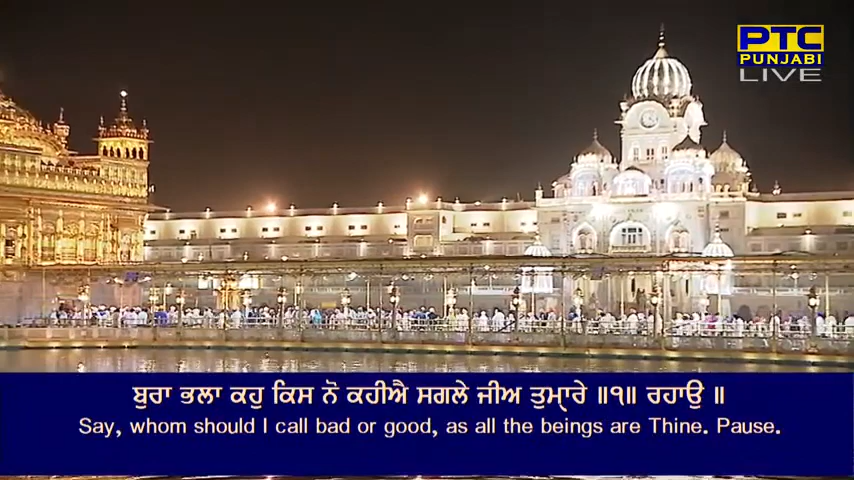 PTC
PUNJABI
LIVE
ਬੁਰਾ ਭਲਾ ਕਹੁ ਕਿਸ ਨੋ ਕਹੀਐ ਸਗਲੇ ਜੀਅ ਤੁਮ੍ਹਾਰੇ ॥੧॥ ਰਹਾਉ ॥
Say, whom should I call bad or good, as all the beings are Thine. Pause.